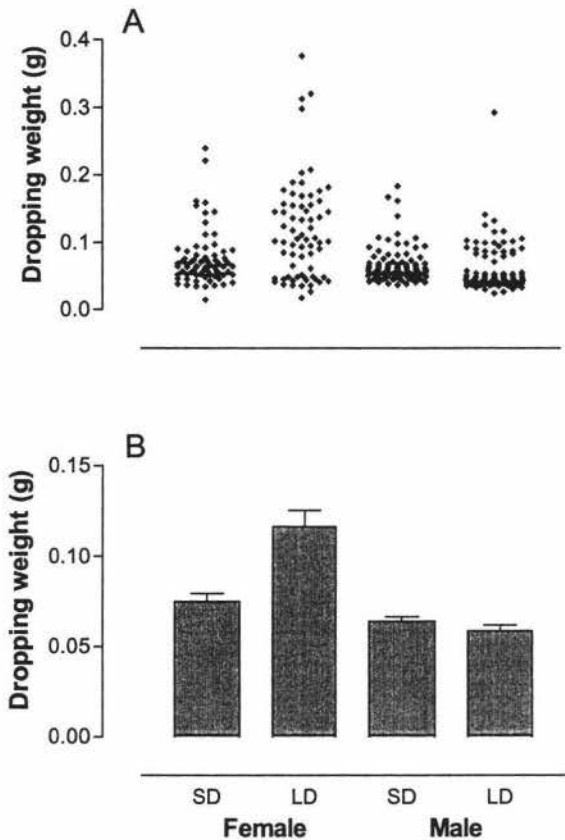 A
Dropping weight (g)
0.4
0.3
0.2
0.1
0.0
B
Dropping weight (g)
0.15
0.10
0.05
0.00
SD LD SD LD
Female Male